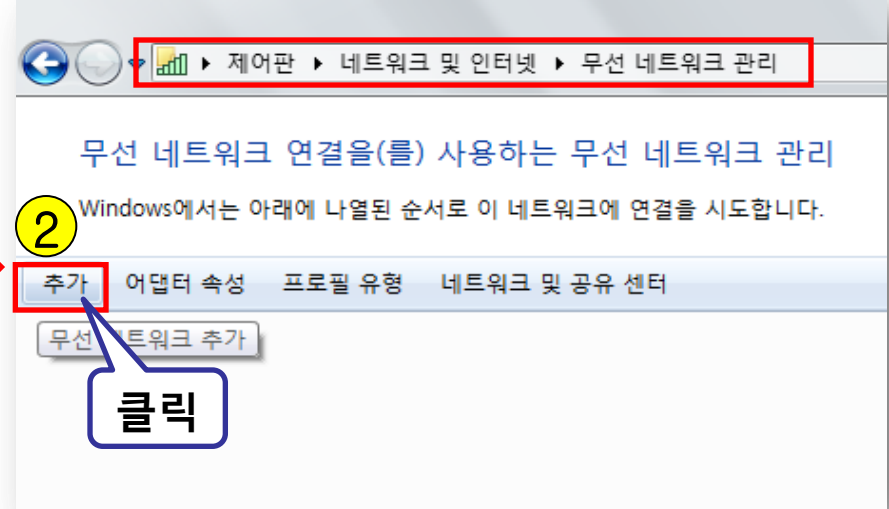 제어판 ▸ 네트워크 및 인터넷 ▸ 무선 네트워크 관리
무선 네트워크 연결을(를) 사용하는 무선 네트워크 관리
Windows에서는 아래에 나열된 순서로 이 네트워크에 연결을 시도합니다.
2
추가 어댑터 속성 프로필 유형 네트워크 및 공유 센터
무선 네트워크 추가
클릭